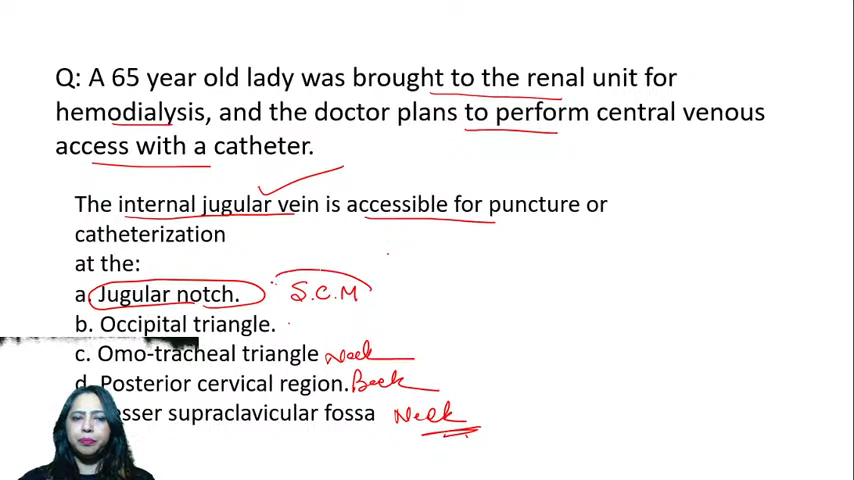 Q: A 65 year old lady was brought to the renal unit for
hemodialysis, and the doctor plans to perform central venous
access with a catheter.
The internal jugular vein is accessible for puncture or
catheterization
at the:
a. Jugular notch. S.C.M
b. Occipital triangle.
c. Omo-tracheal triangle Neck
d. Posterior cervical region. Back
esser supraclavicular fossa Neck